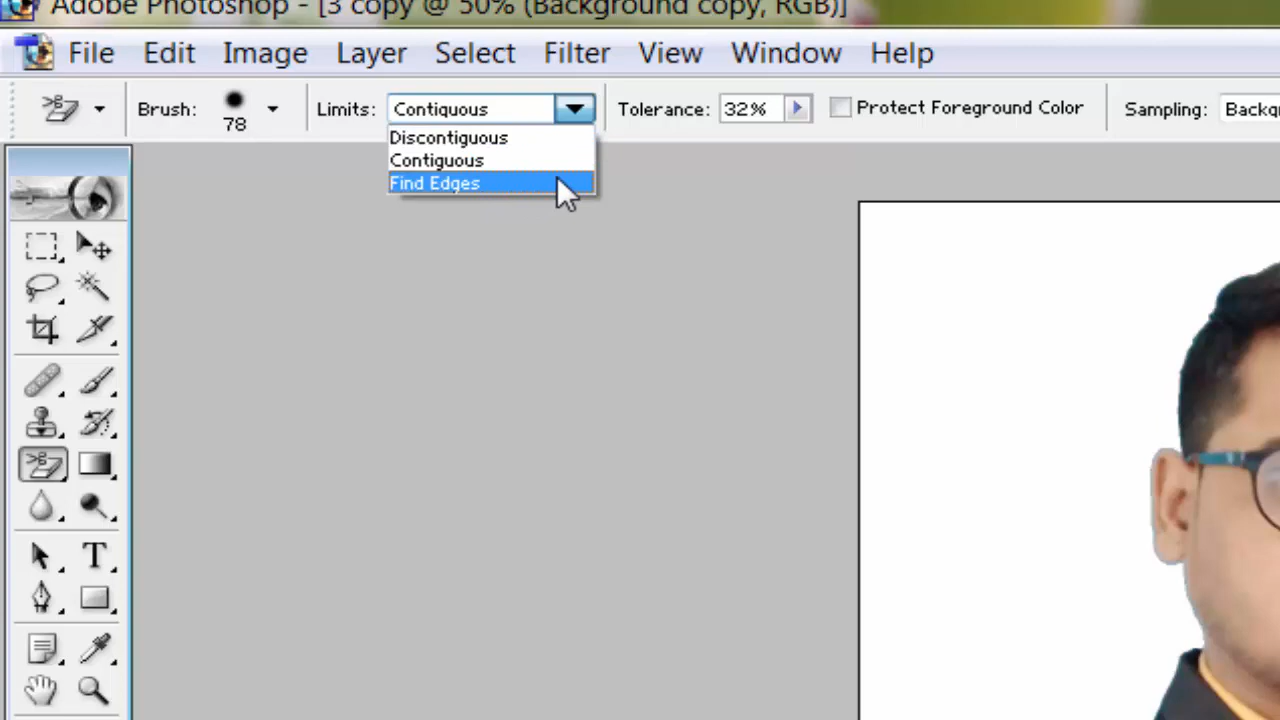 Adobe Photoshop - [3 copy @ 50% (Background copy, RGB)]
File Edit Image Layer Select Filter View Window Help
Brush: 78 Limits: Contiguous Tolerance: 32% Protect Foreground Color Sampling:
Discontiguous
Contiguous
Find Edges
T